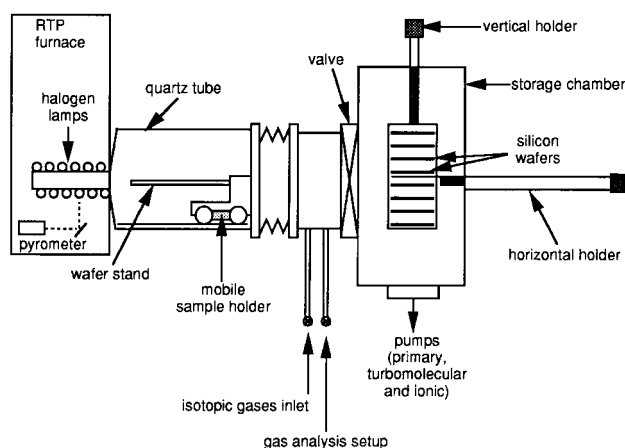 RTP
furnace
halogen
lamps
pyrometer
quartz tube
wafer stand
mobile
sample holder
valve
isotopic gases inlet
gas analysis setup
vertical holder
storage chamber
silicon
wafers
horizontal holder
pumps
(primary,
turbomolecular
and ionic)